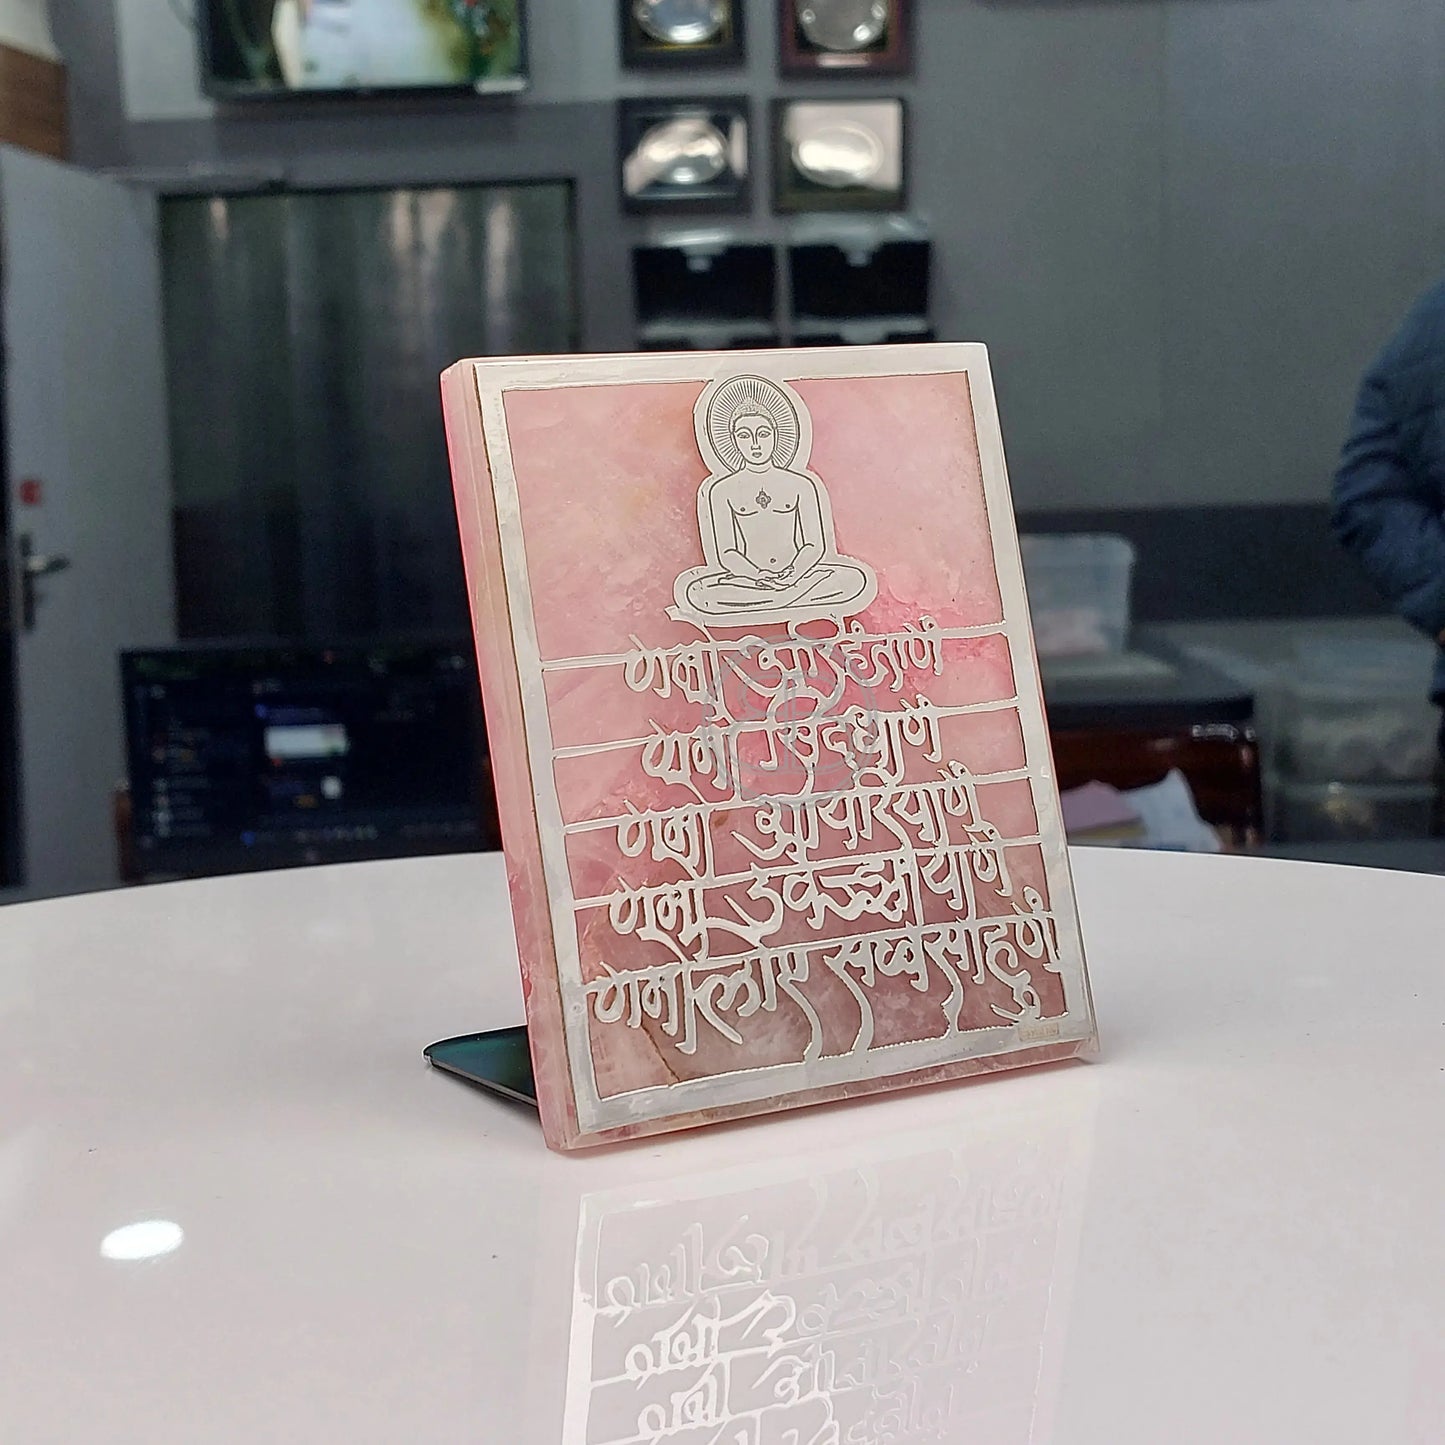 णमो अरिहंताणं
णमो सिद्धाणं
णमो आयरियाणं
णमो उवज्झायाणं
णमो लोए सव्वसाहूणं